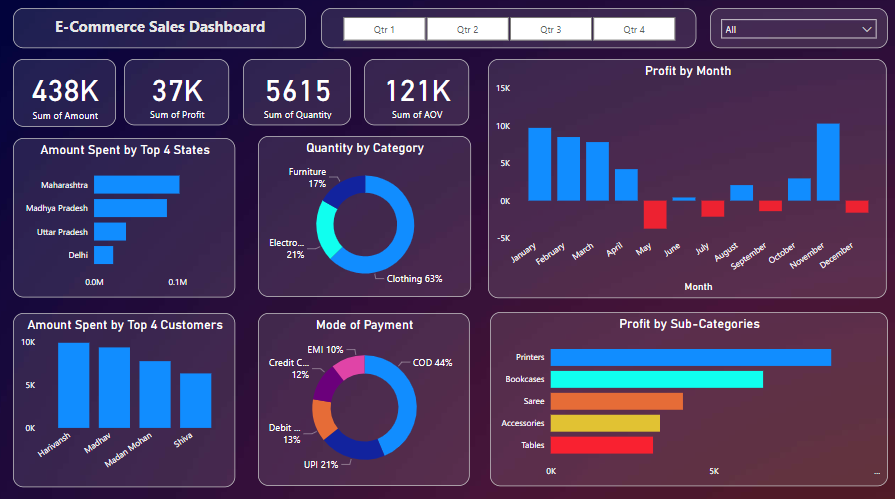 E-Commerce Sales Dashboard
Qtr 1
Qtr 2
Qtr 3
Qtr 4
All
438K
Sum of Amount
37K
Sum of Profit
5615
Sum of Quantity
121K
Sum of AOV
Profit by Month
15K
10K
5K
0K
-5K
January
February
March
April
May
June
July
August
September
October
November
December
Month
Amount Spent by Top 4 States
Maharashtra
Madhya Pradesh
Uttar Pradesh
Delhi
0.0M
0.1M
Quantity by Category
Furniture
17%
Electro...
21%
Clothing 63%
Amount Spent by Top 4 Customers
10K
5K
0K
Harivansh
Madhav
Madan Mohan
Shiva
Mode of Payment
EMI 10%
COD 44%
Credit C...
12%
Debit ...
13%
UPI 21%
Profit by Sub-Categories
Printers
Bookcases
Saree
Accessories
Tables
0K
5K
...